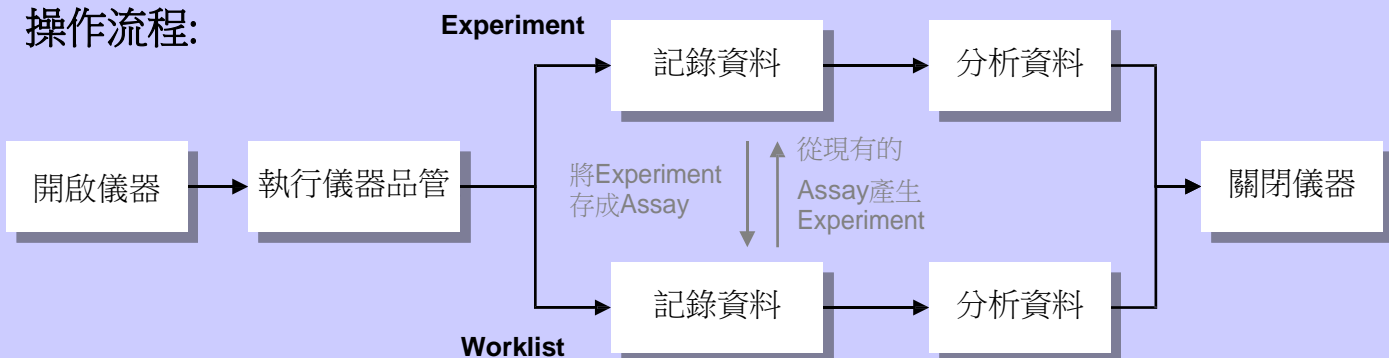 操作流程:
Experiment
記錄資料
分析資料
開啟儀器
執行儀器品管
將Experiment
存成Assay
從現有的
Assay產生
Experiment
關閉儀器
記錄資料
分析資料
Worklist